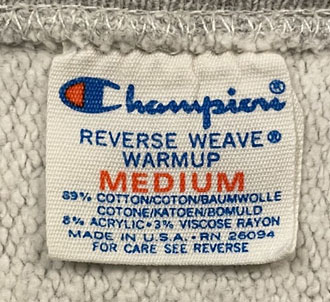 Champion
REVERSE WEAVE®
WARMUP
MEDIUM
89% COTTON/COTON/BAUMWOLLE
COTONE/KATOEN/BOMULD
8% ACRYLIC•3% VISCOSE RAYON
MADE IN U.S.A. • RN 26094
FOR CARE SEE REVERSE